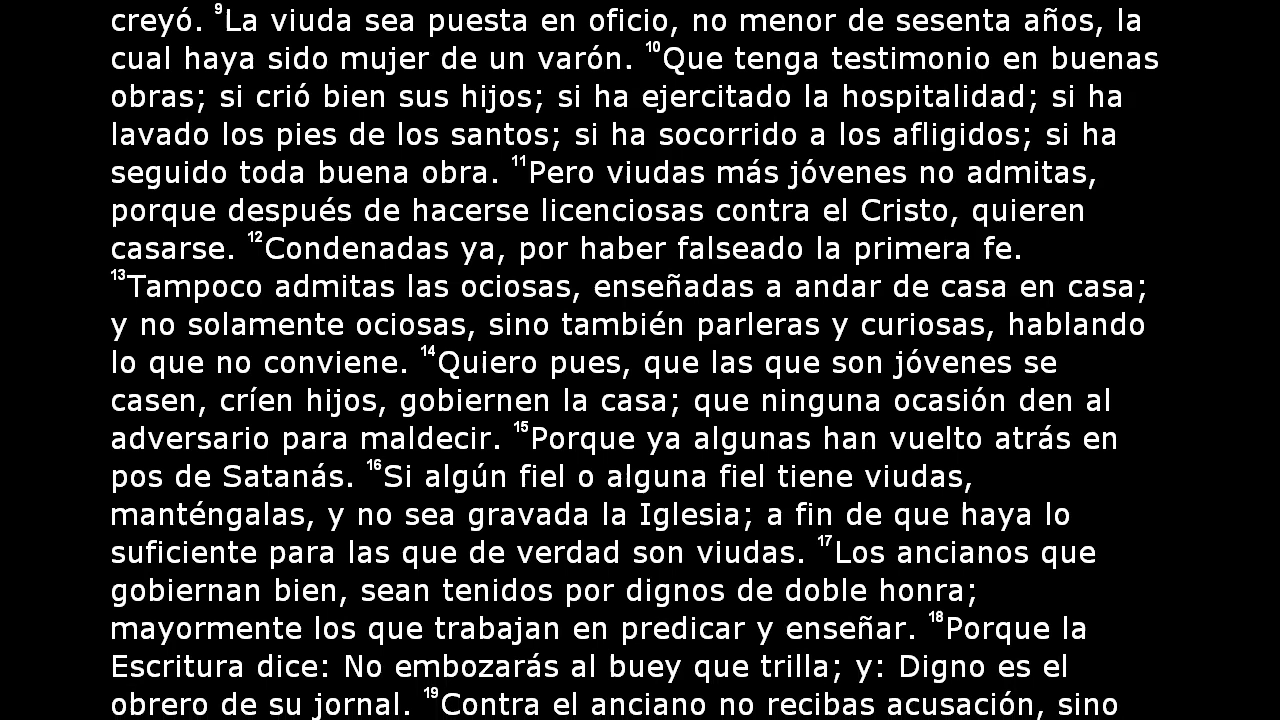 creyó. ⁹La viuda sea puesta en oficio, no menor de sesenta años, la
cual haya sido mujer de un varón. ¹⁰Que tenga testimonio en buenas
obras; si crió bien sus hijos; si ha ejercitado la hospitalidad; si ha
lavado los pies de los santos; si ha socorrido a los afligidos; si ha
seguido toda buena obra. ¹¹Pero viudas más jóvenes no admitas,
porque después de hacerse licenciosas contra el Cristo, quieren
casarse. ¹²Condenadas ya, por haber falseado la primera fe.
¹³Tampoco admitas las ociosas, enseñadas a andar de casa en casa;
y no solamente ociosas, sino también parleras y curiosas, hablando
lo que no conviene. ¹⁴Quiero pues, que las que son jóvenes se
casen, críen hijos, gobiernen la casa; que ninguna ocasión den al
adversario para maldecir. ¹⁵Porque ya algunas han vuelto atrás en
pos de Satanás. ¹⁶Si algún fiel o alguna fiel tiene viudas,
manténgalas, y no sea gravada la Iglesia; a fin de que haya lo
suficiente para las que de verdad son viudas. ¹⁷Los ancianos que
gobiernan bien, sean tenidos por dignos de doble honra;
mayormente los que trabajan en predicar y enseñar. ¹⁸Porque la
Escritura dice: No embozarás al buey que trilla; y: Digno es el
obrero de su jornal. ¹⁹Contra el anciano no recibas acusación, sino